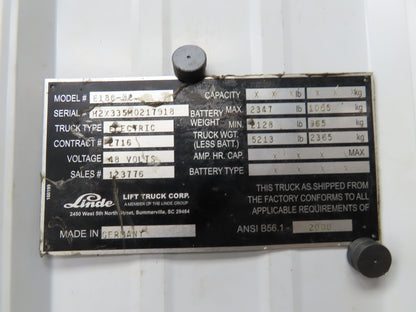 MODEL #
SERIAL - H2X335M0217918
TRUCK TYPE ELECTRIC
CONTRACT # 2716
VOLTAGE 48 VOLTS
SALES # 123776
Linde LIFT TRUCK CORP.
A MEMBER OF THE LINDE GROUP
2450 West 5th North Street, Summerville, SC 29484
MADE IN GERMANY
CAPACITY X X X lb X X X kg
BATTERY WEIGHT MAX. 2347 lb 1065 kg
MIN 2128 lb 965 kg
TRUCK WGT. (LESS BATT.) 5213 lb 2365 kg
AMP. HR. CAP. X X X X X MAX
BATTERY TYPE X X X X X
THIS TRUCK AS SHIPPED FROM
THE FACTORY CONFORMS TO ALL
APPLICABLE REQUIREMENTS OF
ANSI B56.1 - 2000